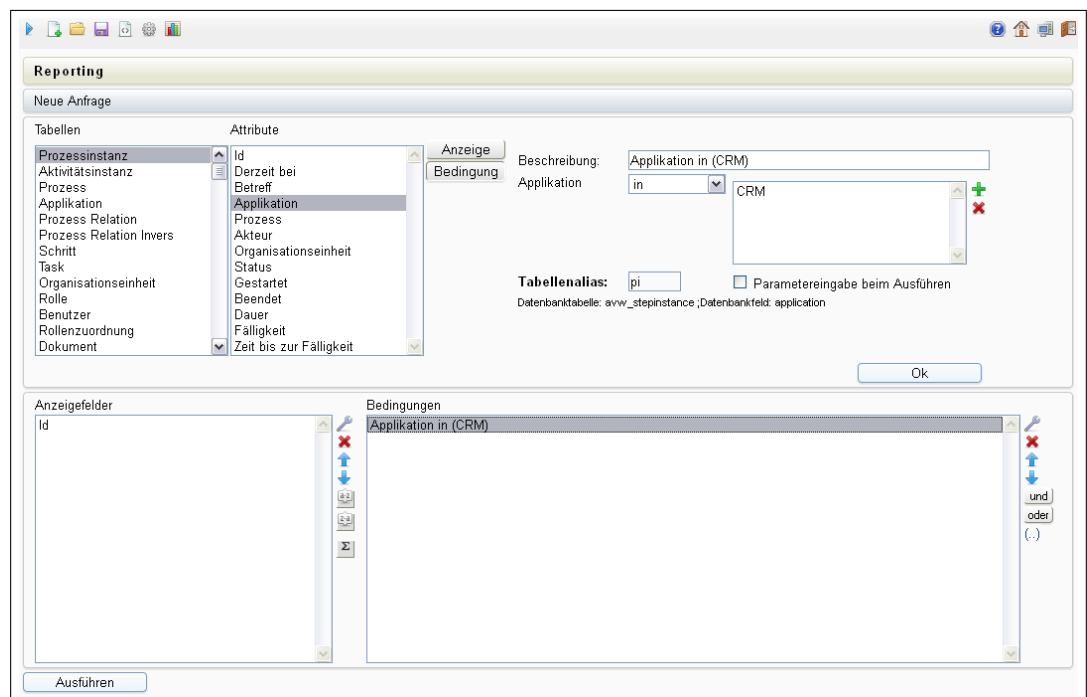 Reporting
Neue Anfrage
Tabellen
Attribute
Prozessinstanz
Aktivitätsinstanz
Prozess
Applikation
Prozess Relation
Prozess Relation Invers
Schritt
Task
Organisationseinheit
Rolle
Benutzer
Rollenzuordnung
Dokument
Id
Derzeit bei
Betreff
Applikation
Prozess
Akteur
Organisationseinheit
Status
Gestartet
Beendet
Dauer
Fälligkeit
Zeit bis zur Fälligkeit
Anzeige
Bedingung
Beschreibung: Applikation in (CRM)
Applikation in CRM
Tabellenalias: pi Parametereingabe beim Ausführen
Datenbanktabelle: avw_stepinstance ;Datenbankfeld: application
Ok
Anzeigefelder
Id
a-z
z-a
Σ
Bedingungen
Applikation in (CRM)
und
oder
(..)
Ausführen